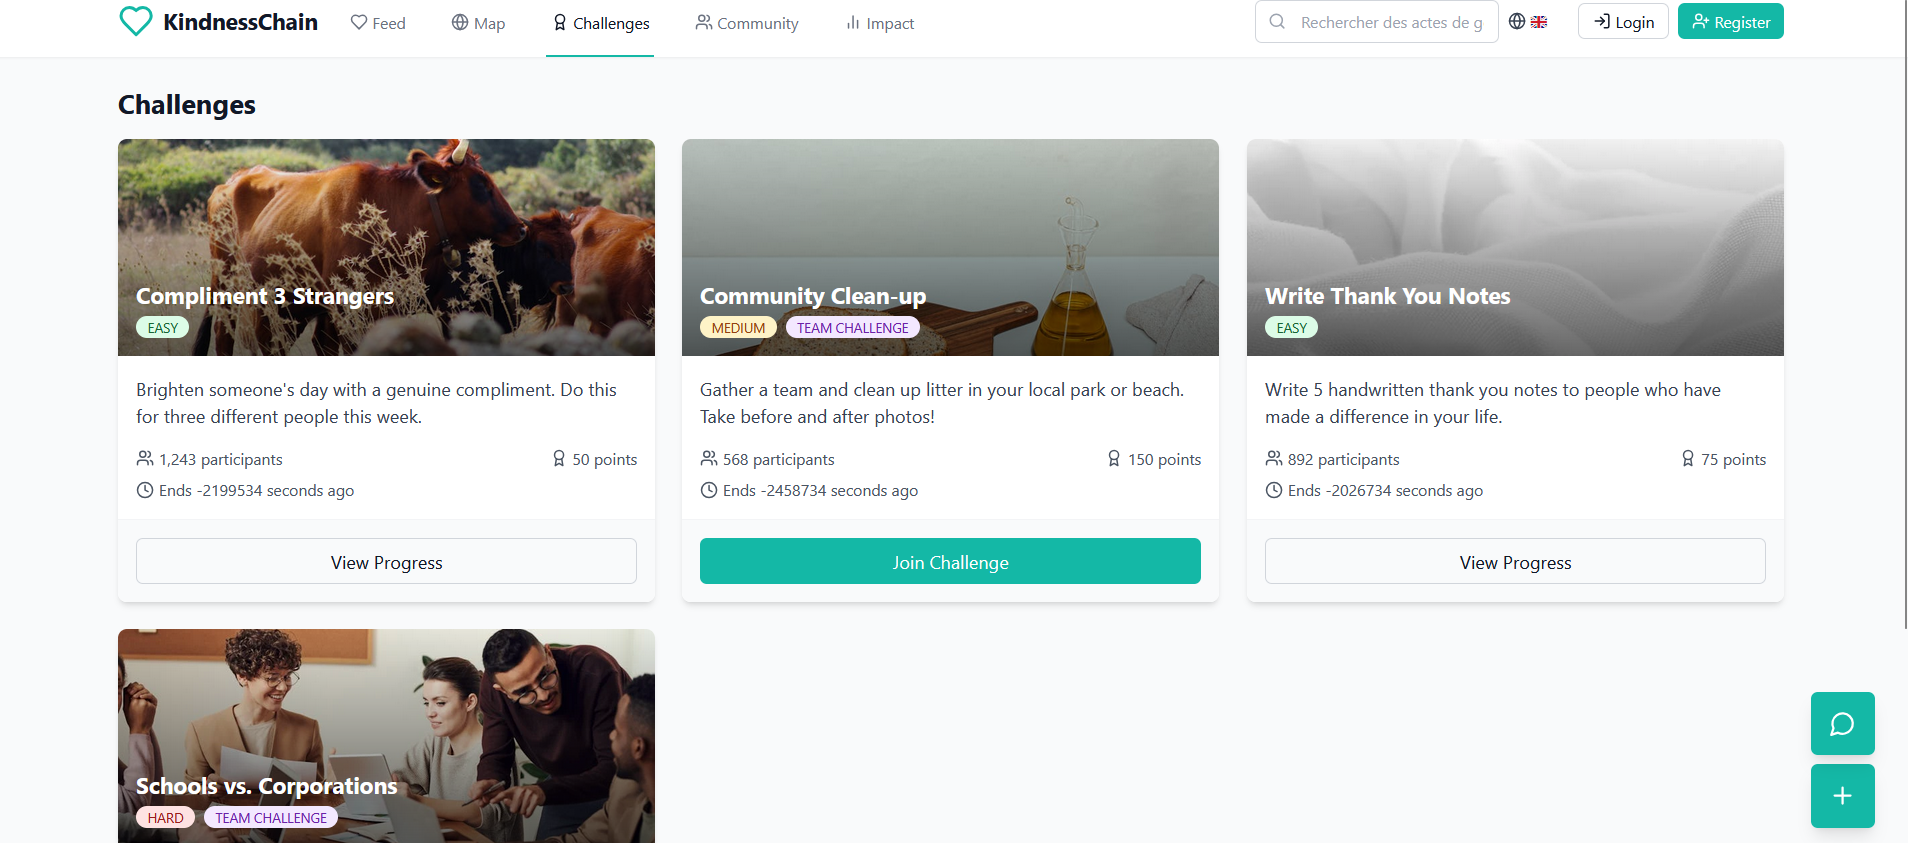 KindnessChain
Feed
Map
Challenges
Community
Impact
Rechercher des actes de g
Login
Register
Challenges
Compliment 3 Strangers
EASY
Brighten someone's day with a genuine compliment. Do this
for three different people this week.
1,243 participants
50 points
Ends -2199534 seconds ago
View Progress
Community Clean-up
MEDIUM
TEAM CHALLENGE
Gather a team and clean up litter in your local park or beach.
Take before and after photos!
568 participants
150 points
Ends -2458734 seconds ago
Join Challenge
Write Thank You Notes
EASY
Write 5 handwritten thank you notes to people who have
made a difference in your life.
892 participants
75 points
Ends -2026734 seconds ago
View Progress
Schools vs. Corporations
HARD
TEAM CHALLENGE